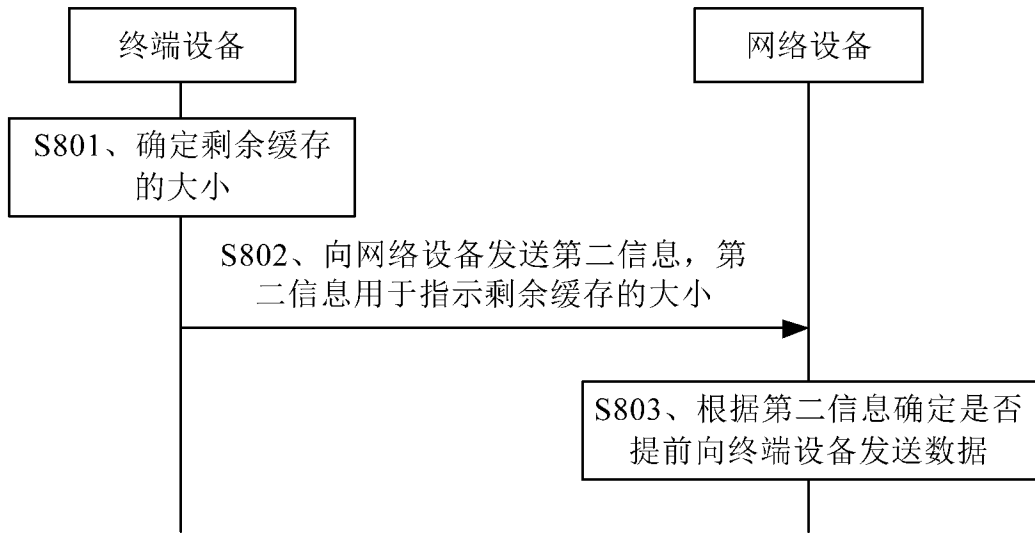 终端设备
网络设备
S801、确定剩余缓存
的大小
S802、向网络设备发送第二信息，第
二信息用于指示剩余缓存的大小
S803、根据第二信息确定是否
提前向终端设备发送数据